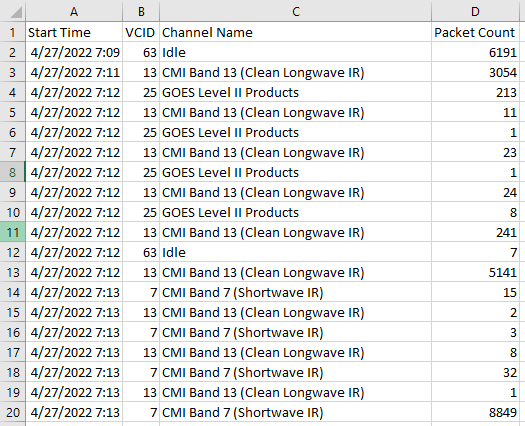 A B C D
1 Start Time VCID Channel Name Packet Count
2 4/27/2022 7:09 63 Idle 6191
3 4/27/2022 7:11 13 CMI Band 13 (Clean Longwave IR) 3054
4 4/27/2022 7:12 25 GOES Level II Products 213
5 4/27/2022 7:12 13 CMI Band 13 (Clean Longwave IR) 11
6 4/27/2022 7:12 25 GOES Level II Products 1
7 4/27/2022 7:12 13 CMI Band 13 (Clean Longwave IR) 23
8 4/27/2022 7:12 25 GOES Level II Products 1
9 4/27/2022 7:12 13 CMI Band 13 (Clean Longwave IR) 24
10 4/27/2022 7:12 25 GOES Level II Products 8
11 4/27/2022 7:12 13 CMI Band 13 (Clean Longwave IR) 241
12 4/27/2022 7:12 63 Idle 7
13 4/27/2022 7:12 13 CMI Band 13 (Clean Longwave IR) 5141
14 4/27/2022 7:13 7 CMI Band 7 (Shortwave IR) 15
15 4/27/2022 7:13 13 CMI Band 13 (Clean Longwave IR) 2
16 4/27/2022 7:13 7 CMI Band 7 (Shortwave IR) 3
17 4/27/2022 7:13 13 CMI Band 13 (Clean Longwave IR) 8
18 4/27/2022 7:13 7 CMI Band 7 (Shortwave IR) 32
19 4/27/2022 7:13 13 CMI Band 13 (Clean Longwave IR) 1
20 4/27/2022 7:13 7 CMI Band 7 (Shortwave IR) 8849